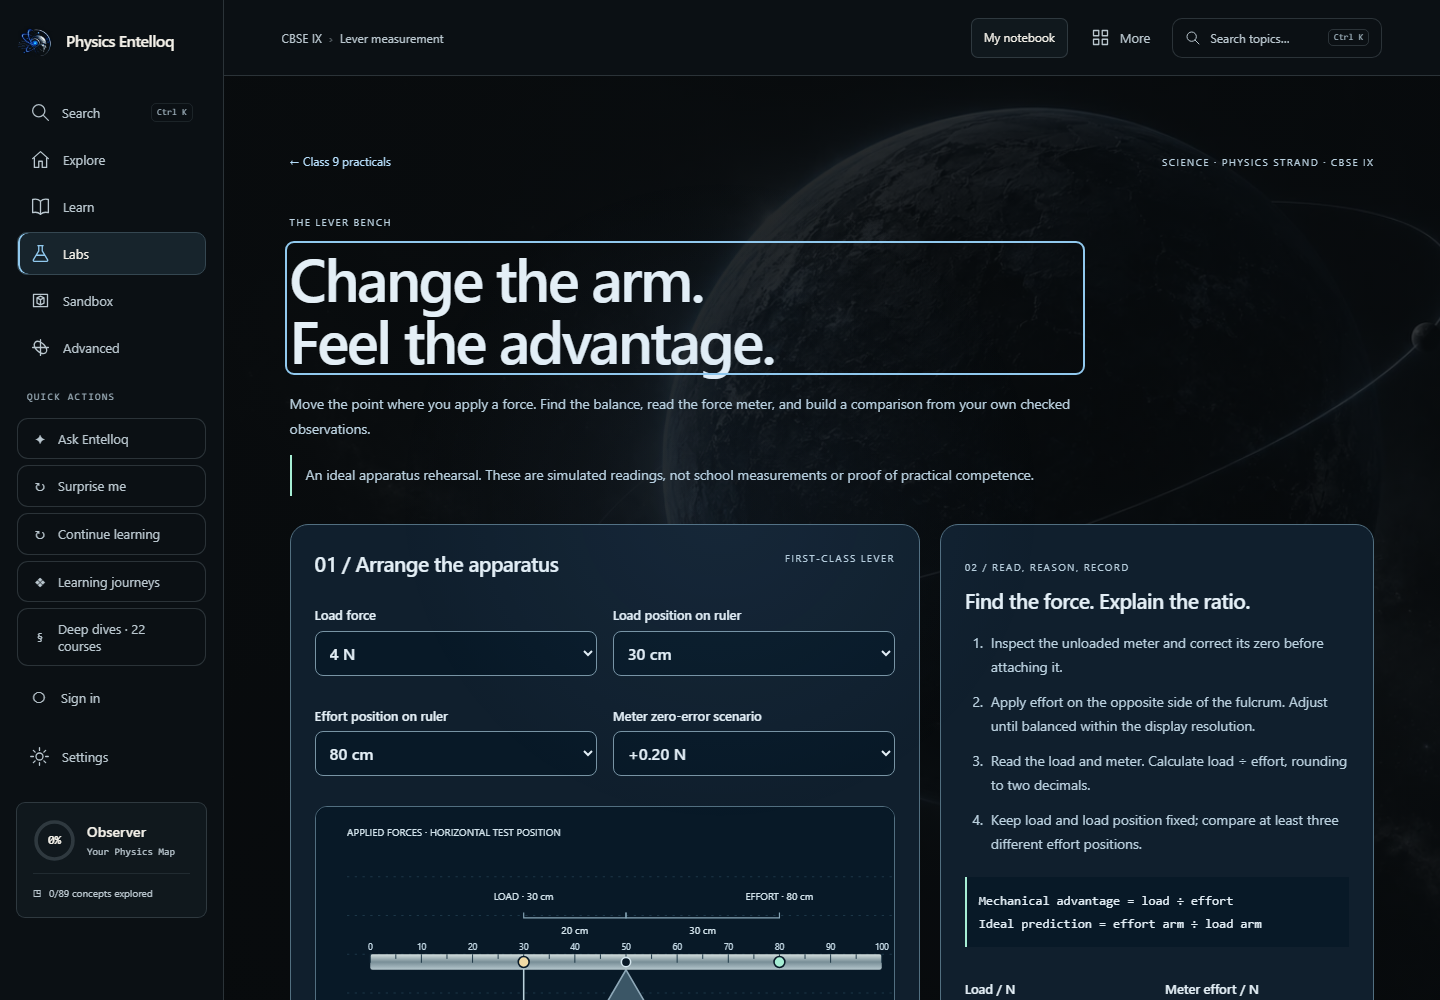 Physics Entelloq
CBSE IX › Lever measurement
My notebook
More
Search topics... Ctrl K
Search Ctrl K
Explore
Learn
Labs
Sandbox
Advanced
QUICK ACTIONS
✦ Ask Entelloq
↻ Surprise me
↻ Continue learning
❖ Learning journeys
§ Deep dives · 22
courses
Sign in
Settings
0%
Observer
Your Physics Map
0/89 concepts explored
← Class 9 practicals
SCIENCE · PHYSICS STRAND · CBSE IX
THE LEVER BENCH
Change the arm.
Feel the advantage.
Move the point where you apply a force. Find the balance, read the force meter, and build a comparison from your own checked
observations.
An ideal apparatus rehearsal. These are simulated readings, not school measurements or proof of practical competence.
01 / Arrange the apparatus
FIRST-CLASS LEVER
Load force
4 N
Load position on ruler
30 cm
Effort position on ruler
80 cm
Meter zero-error scenario
+0.20 N
APPLIED FORCES · HORIZONTAL TEST POSITION
LOAD · 30 cm
EFFORT · 80 cm
20 cm
30 cm
0 10 20 30 40 50 60 70 80 90 100
02 / READ, REASON, RECORD
Find the force. Explain the ratio.
1. Inspect the unloaded meter and correct its zero before
attaching it.
2. Apply effort on the opposite side of the fulcrum. Adjust
until balanced within the display resolution.
3. Read the load and meter. Calculate load ÷ effort, rounding
to two decimals.
4. Keep load and load position fixed; compare at least three
different effort positions.
Mechanical advantage = load ÷ effort
Ideal prediction = effort arm ÷ load arm
Load / N
Meter effort / N